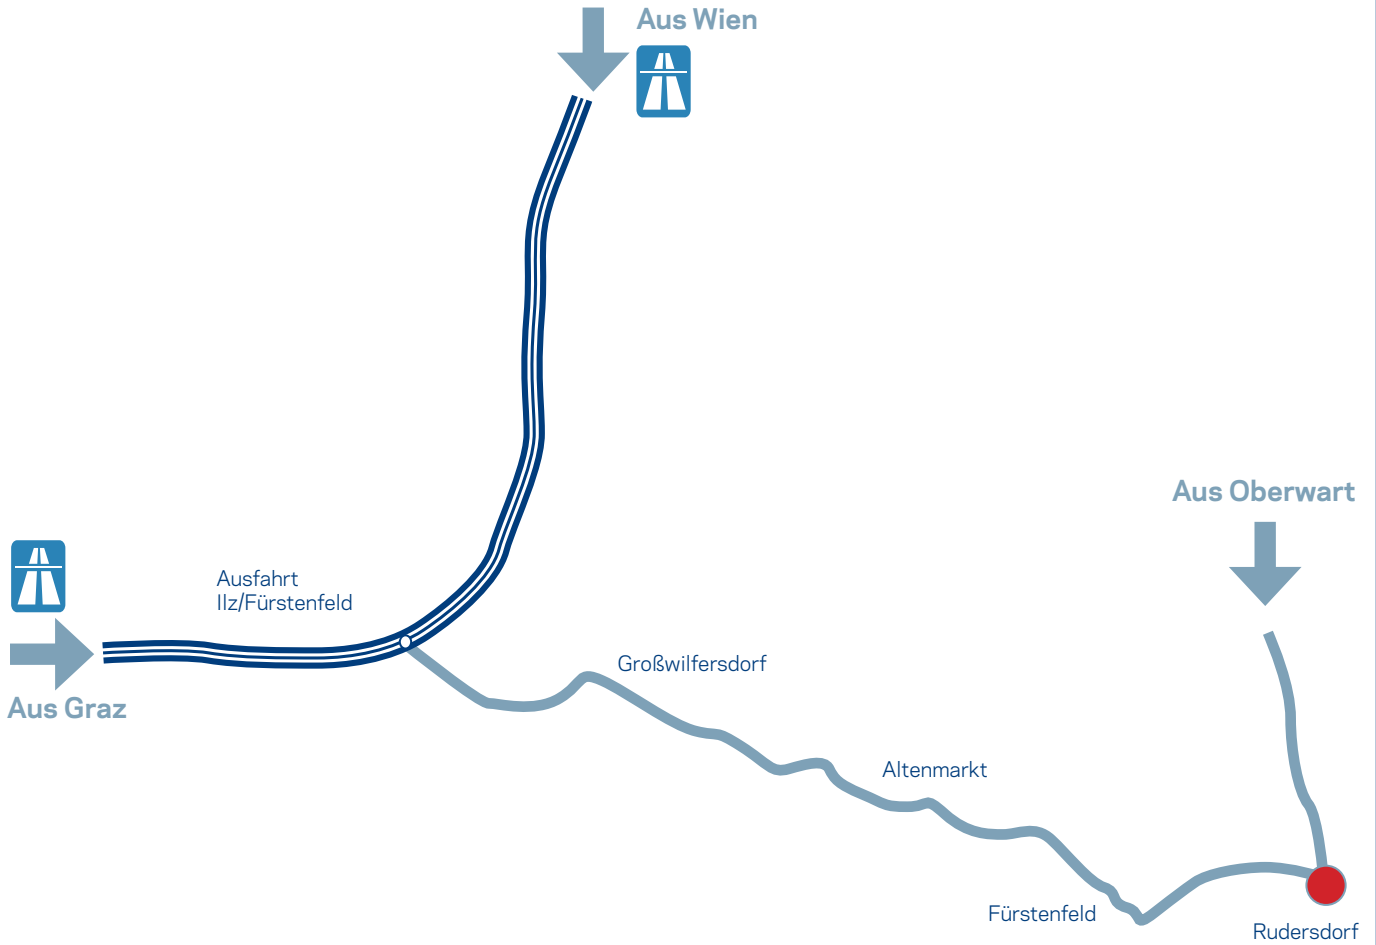 Aus Wien
Aus Oberwart
Ausfahrt
Ilz/Fürstenfeld
Großwilfersdorf
Aus Graz
Altenmarkt
Fürstenfeld
Rudersdorf